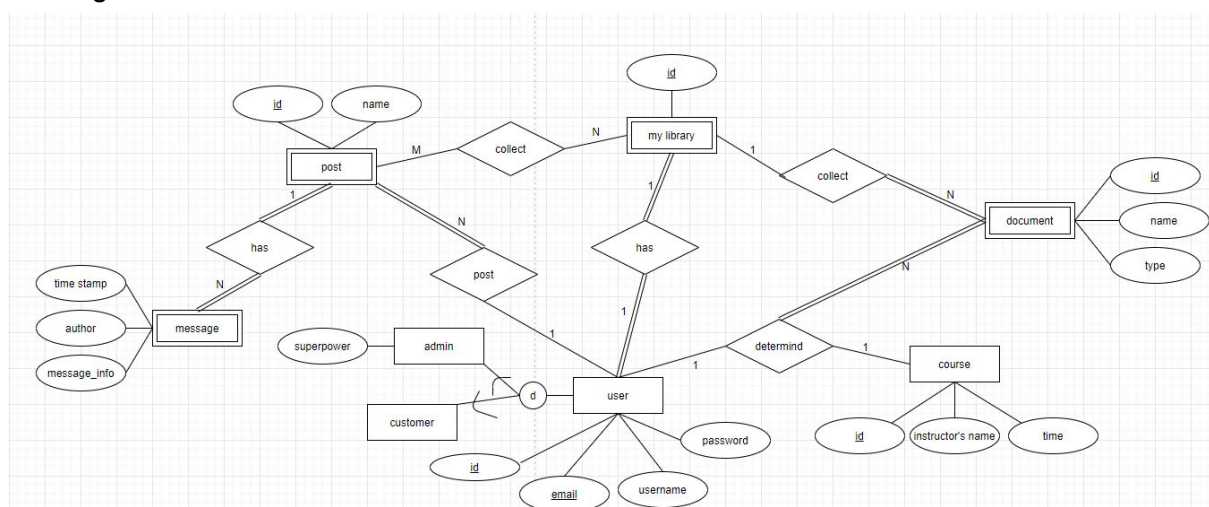 id
id
name
N
my library
M
collect
1
post
collect
1
id
1
N
document
name
N
has
has
N
type
post
time stamp
N
1
1
author
message
superpower
admin
determind
1
course
message_info
1
d
user
customer
password
id
instructor's name
time
id
email
username